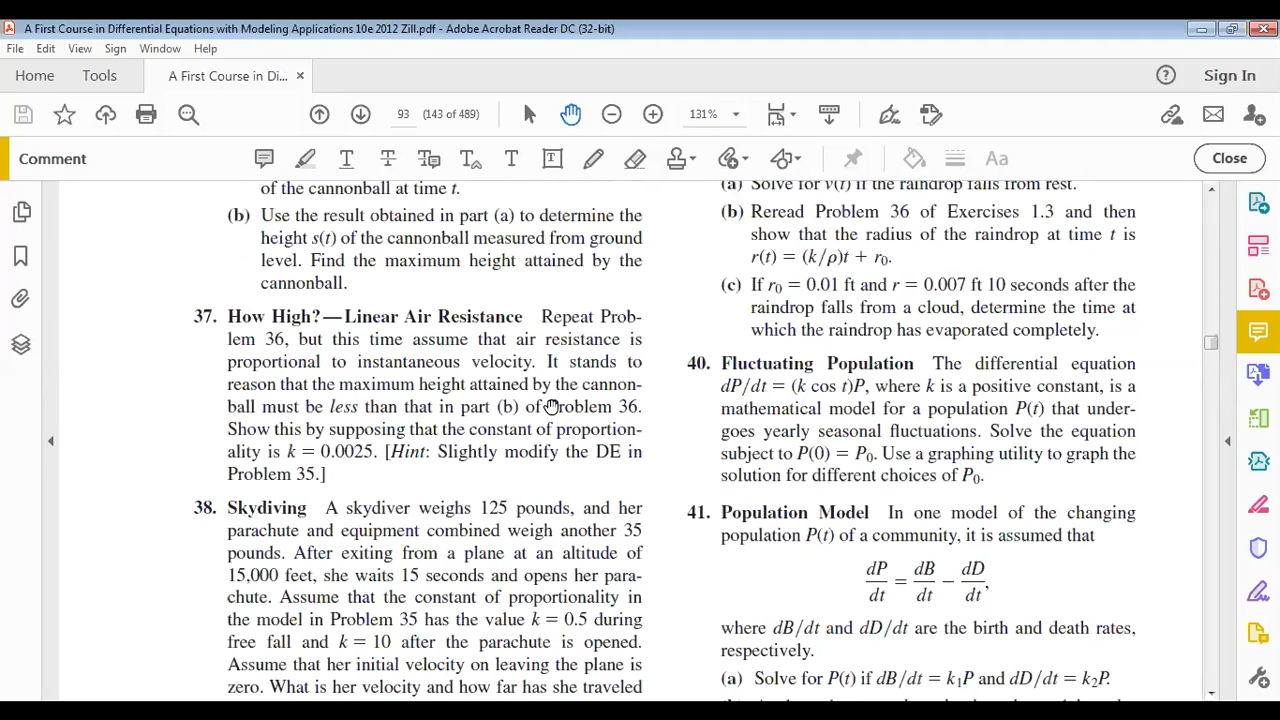 A First Course in Differential Equations with Modeling Applications 10e 2012 Zill.pdf - Adobe Acrobat Reader DC (32-bit)
File Edit View Sign Window Help
Home Tools A First Course in Di... × Sign In
93 (143 of 489) 131%
Comment Close
of the cannonball at time t.
(b) Use the result obtained in part (a) to determine the
height s(t) of the cannonball measured from ground
level. Find the maximum height attained by the
cannonball.
37. How High?—Linear Air Resistance Repeat Prob-
lem 36, but this time assume that air resistance is
proportional to instantaneous velocity. It stands to
reason that the maximum height attained by the cannon-
ball must be less than that in part (b) of Problem 36.
Show this by supposing that the constant of proportion-
ality is k = 0.0025. [Hint: Slightly modify the DE in
Problem 35.]
38. Skydiving A skydiver weighs 125 pounds, and her
parachute and equipment combined weigh another 35
pounds. After exiting from a plane at an altitude of
15,000 feet, she waits 15 seconds and opens her para-
chute. Assume that the constant of proportionality in
the model in Problem 35 has the value k = 0.5 during
free fall and k = 10 after the parachute is opened.
Assume that her initial velocity on leaving the plane is
zero. What is her velocity and how far has she traveled
(a) Solve for v(t) if the raindrop falls from rest.
(b) Reread Problem 36 of Exercises 1.3 and then
show that the radius of the raindrop at time t is
r(t) = (k/ρ)t + r₀.
(c) If r₀ = 0.01 ft and r = 0.007 ft 10 seconds after the
raindrop falls from a cloud, determine the time at
which the raindrop has evaporated completely.
40. Fluctuating Population The differential equation
dP/dt = (k cos t)P, where k is a positive constant, is a
mathematical model for a population P(t) that under-
goes yearly seasonal fluctuations. Solve the equation
subject to P(0) = P₀. Use a graphing utility to graph the
solution for different choices of P₀.
41. Population Model In one model of the changing
population P(t) of a community, it is assumed that
dP/dt = dB/dt − dD/dt,
where dB/dt and dD/dt are the birth and death rates,
respectively.
(a) Solve for P(t) if dB/dt = k₁P and dD/dt = k₂P.